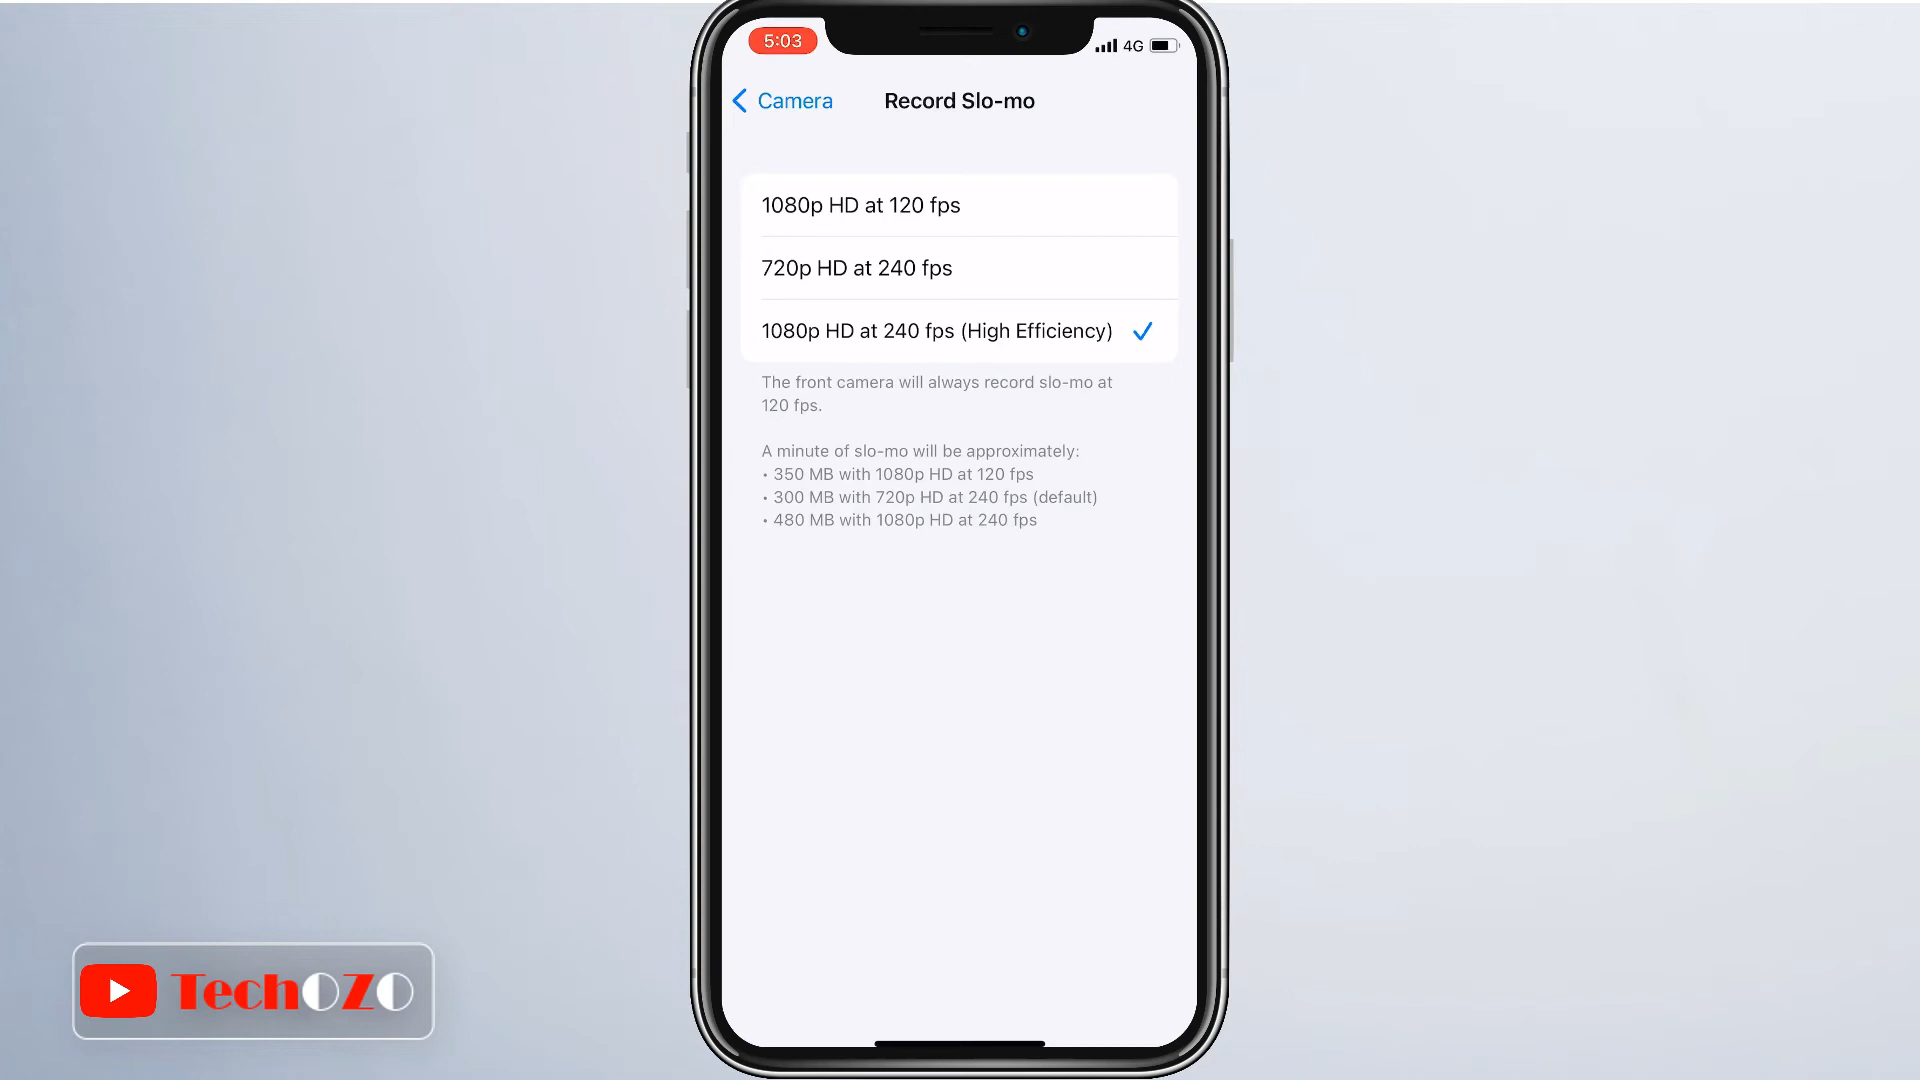 5:03
4G
Camera
Record Slo-mo
1080p HD at 120 fps
720p HD at 240 fps
1080p HD at 240 fps (High Efficiency)
The front camera will always record slo-mo at
120 fps.
A minute of slo-mo will be approximately:
• 350 MB with 1080p HD at 120 fps
• 300 MB with 720p HD at 240 fps (default)
• 480 MB with 1080p HD at 240 fps
TechOZO